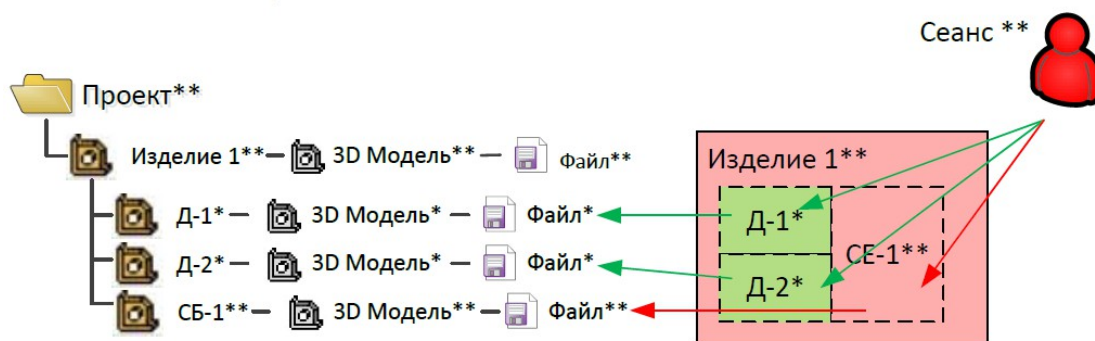 Сеанс **
Проект**
Изделие 1** 3D Модель** Файл**
Д-1* 3D Модель* Файл*
Д-2* 3D Модель* Файл*
СБ-1** 3D Модель** Файл**
Изделие 1**
Д-1*
СЕ-1**
Д-2*